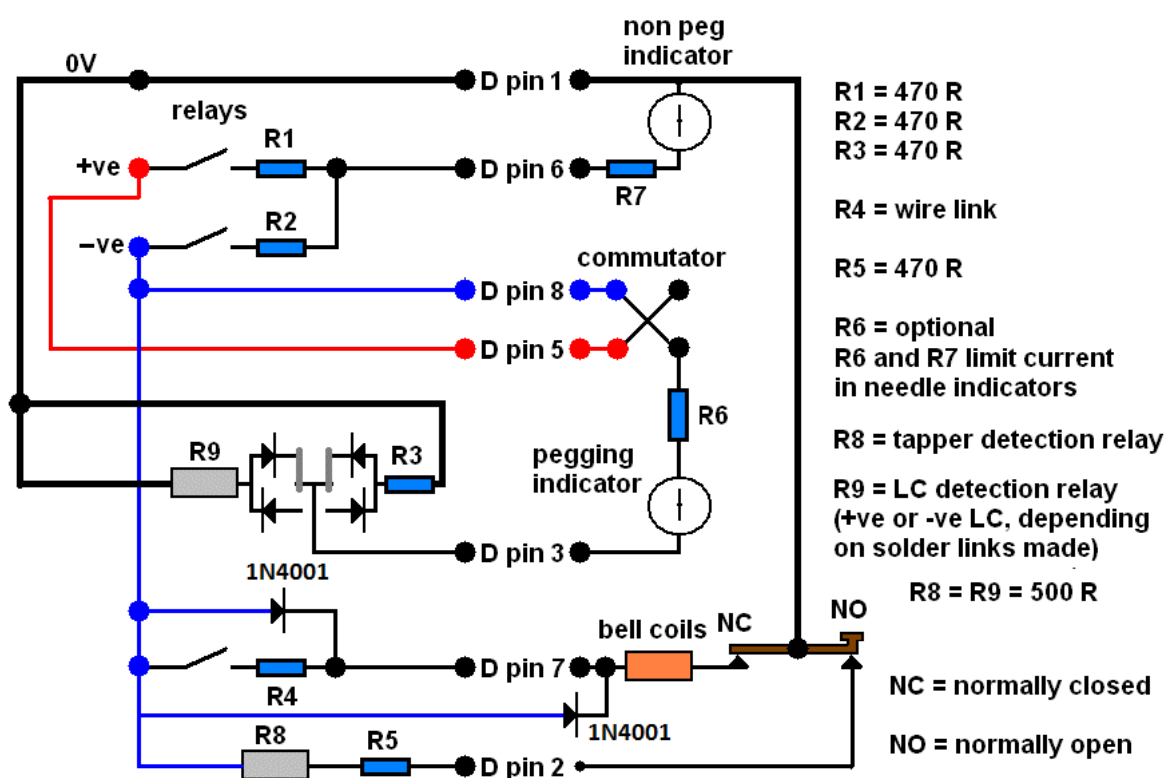 non peg
indicator
0V
D pin 1
relays
R1
+ve
D pin 6
R7
R2
–ve
commutator
D pin 8
D pin 5
R6
R9
R3
pegging
indicator
D pin 3
1N4001
bell coils
NC
NO
D pin 7
R4
1N4001
R8
R5
D pin 2
R1 = 470 R
R2 = 470 R
R3 = 470 R
R4 = wire link
R5 = 470 R
R6 = optional
R6 and R7 limit current
in needle indicators
R8 = tapper detection relay
R9 = LC detection relay
(+ve or -ve LC, depending
on solder links made)
R8 = R9 = 500 R
NC = normally closed
NO = normally open